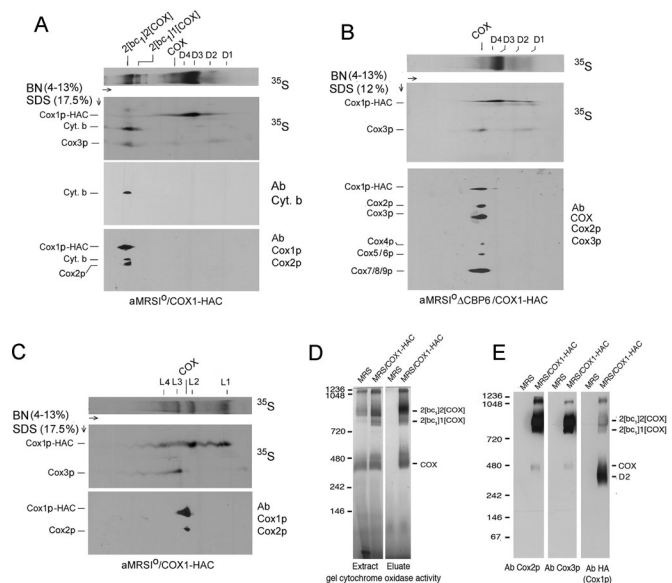 A
2[bc1]2[COX]
2[bc1]1[COX]
COX
D4 D3 D2 D1
BN (4-13%)
SDS (17.5%)
35S
Cox1p-HAC
Cyt. b
Cox3p
35S
Cyt. b
Ab
Cyt. b
Cox1p-HAC
Cyt. b
Cox2p
Ab
Cox1p
Cox2p
aMRSIo/COX1-HAC
B
COX
D4 D3 D2 D1
BN (4-13%)
SDS (12 %)
35S
Cox1p-HAC
Cox3p
35S
Cox1p-HAC
Cox2p
Cox3p
Cox4p
Cox5/6p
Cox7/8/9p
Ab
COX
Cox2p
Cox3p
aMRSIoΔCBP6/COX1-HAC
C
COX
L4 L3 L2 L1
BN (4-13%)
SDS (17.5%)
35S
Cox1p-HAC
Cox3p
35S
Cox1p-HAC
Cox2p
Ab
Cox1p
Cox2p
aMRSIo/COX1-HAC
D
MRS MRS/COX1-HAC MRS MRS/COX1-HAC
1236
1048
720
480
242
146
2[bc1]2[COX]
2[bc1]1[COX]
COX
Extract Eluate
gel cytochrome oxidase activity
E
MRS MRS/COX1-HAC MRS MRS/COX1-HAC MRS MRS/COX1-HAC
1236
1048
720
480
242
146
67
2[bc1]2[COX]
2[bc1]1[COX]
COX
D2
Ab Cox2p Ab Cox3p Ab HA
(Cox1p)